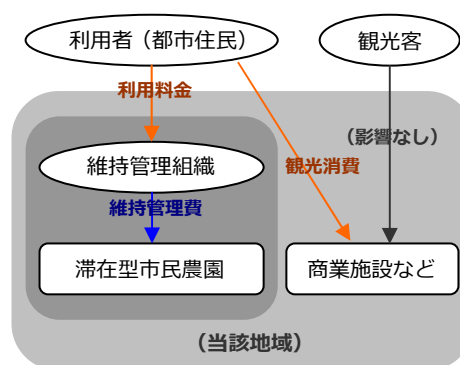 利用者（都市住民）
観光客
利用料金
（影響なし）
維持管理組織
観光消費
維持管理費
滞在型市民農園
商業施設など
（当該地域）